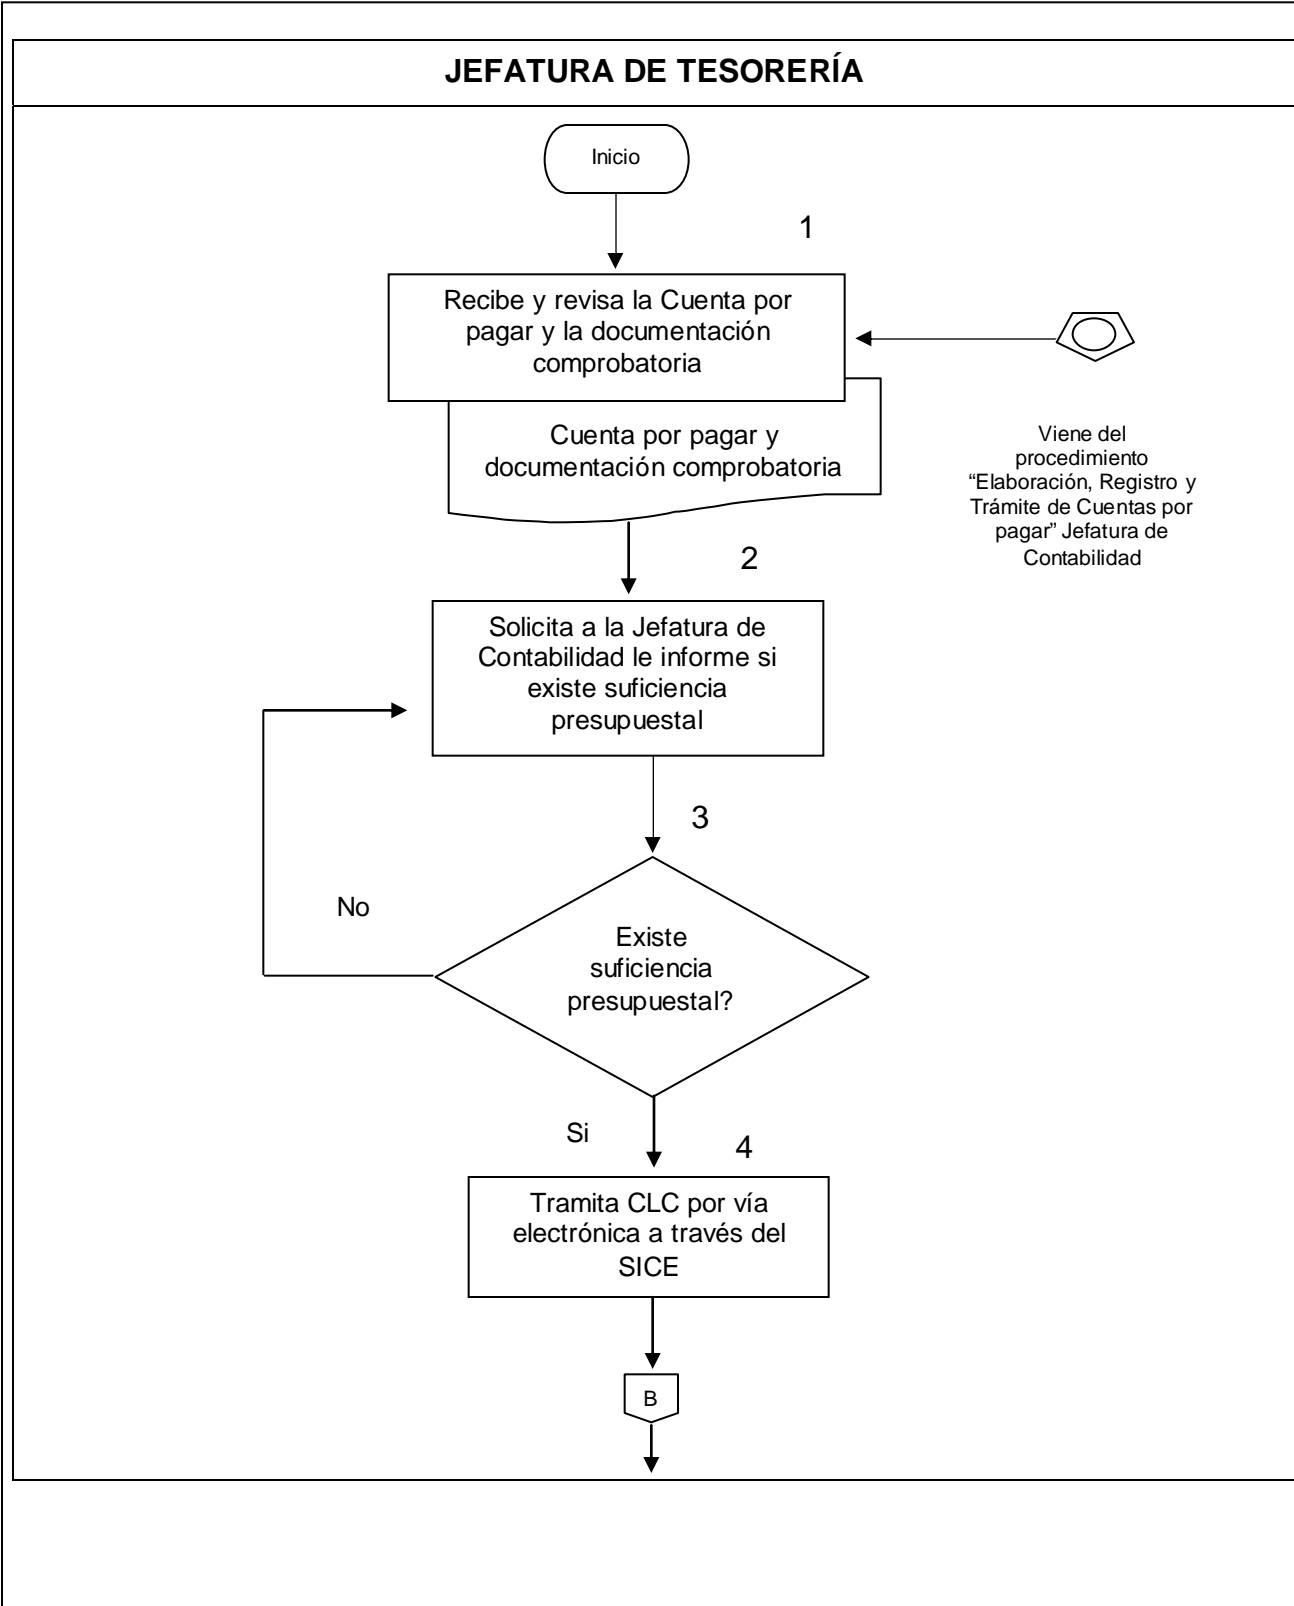 JEFATURA DE TESORERÍA
Inicio
1
Recibe y revisa la Cuenta por
pagar y la documentación
comprobatoria
Cuenta por pagar y
documentación comprobatoria
Viene del
procedimiento
“Elaboración, Registro y
Trámite de Cuentas por
pagar” Jefatura de
Contabilidad
2
Solicita a la Jefatura de
Contabilidad le informe si
existe suficiencia
presupuestal
3
No
Existe
suficiencia
presupuestal?
Si
4
Tramita CLC por vía
electrónica a través del
SICE
B